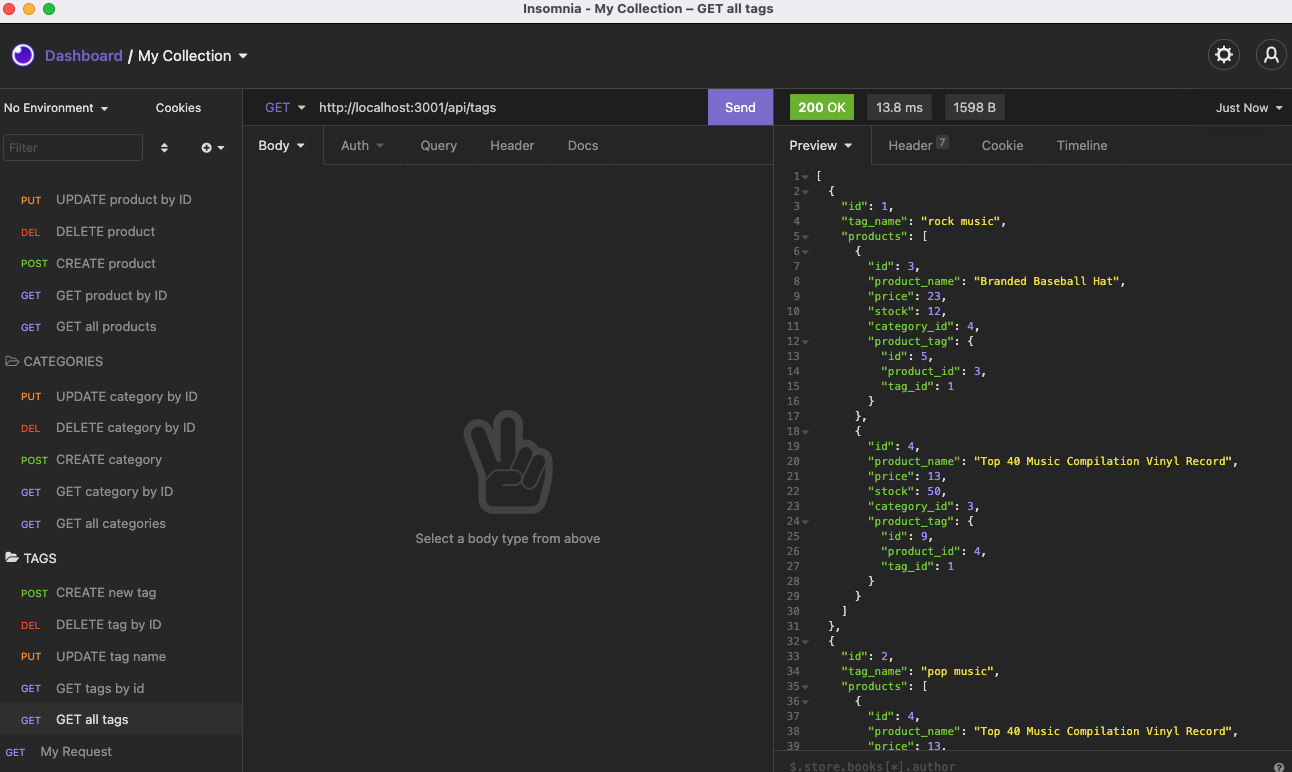 Insomnia - My Collection – GET all tags
Dashboard / My Collection
No Environment
Cookies
Filter
PUT UPDATE product by ID
DEL DELETE product
POST CREATE product
GET GET product by ID
GET GET all products
CATEGORIES
PUT UPDATE category by ID
DEL DELETE category by ID
POST CREATE category
GET GET category by ID
GET GET all categories
TAGS
POST CREATE new tag
DEL DELETE tag by ID
PUT UPDATE tag name
GET GET tags by id
GET GET all tags
GET My Request
GET http://localhost:3001/api/tags Send
Body Auth Query Header Docs
Select a body type from above
200 OK 13.8 ms 1598 B Just Now
Preview Header 7 Cookie Timeline
1 [
2 {
3 "id": 1,
4 "tag_name": "rock music",
5 "products": [
6 {
7 "id": 3,
8 "product_name": "Branded Baseball Hat",
9 "price": 23,
10 "stock": 12,
11 "category_id": 4,
12 "product_tag": {
13 "id": 5,
14 "product_id": 3,
15 "tag_id": 1
16 }
17 },
18 {
19 "id": 4,
20 "product_name": "Top 40 Music Compilation Vinyl Record",
21 "price": 13,
22 "stock": 50,
23 "category_id": 3,
24 "product_tag": {
25 "id": 9,
26 "product_id": 4,
27 "tag_id": 1
28 }
29 }
30 ]
31 },
32 {
33 "id": 2,
34 "tag_name": "pop music",
35 "products": [
36 {
37 "id": 4,
38 "product_name": "Top 40 Music Compilation Vinyl Record",
39 "price": 13,
$.store.books[*].author